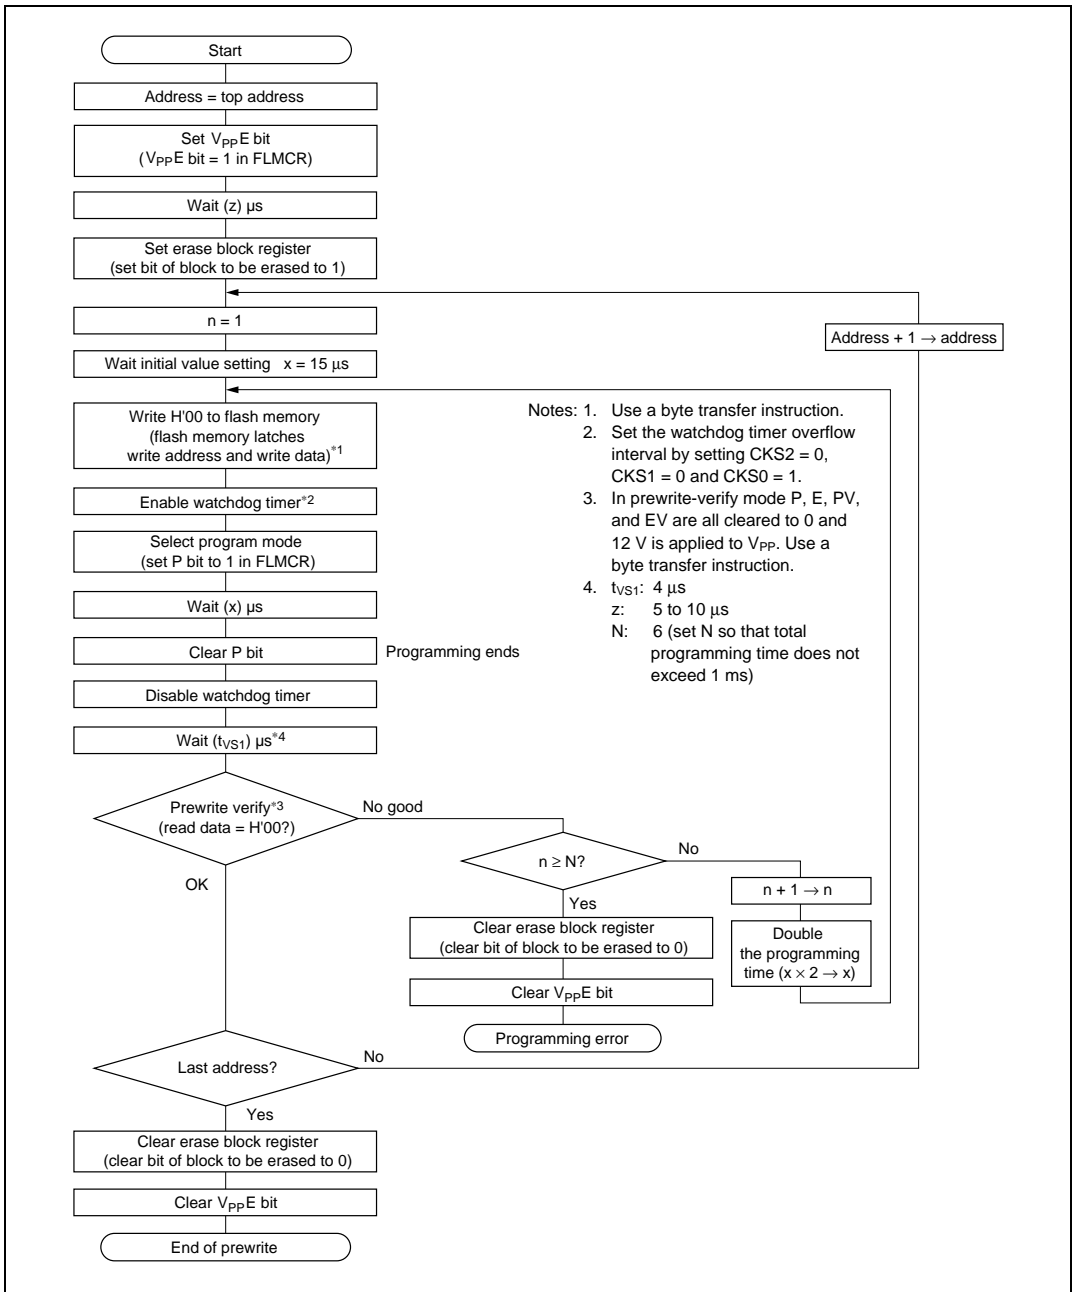 Start
Address = top address
Set VPPE bit
(VPPE bit = 1 in FLMCR)
Wait (z) µs
Set erase block register
(set bit of block to be erased to 1)
n = 1
Wait initial value setting x = 15 µs
Write H'00 to flash memory
(flash memory latches
write address and write data)*1
Enable watchdog timer*2
Select program mode
(set P bit to 1 in FLMCR)
Wait (x) µs
Clear P bit
Programming ends
Disable watchdog timer
Wait (tVS1) µs*4
Prewrite verify*3
(read data = H'00?)
No good
OK
n ≥ N?
No
Yes
n + 1 → n
Double
the programming
time (x × 2 → x)
Clear erase block register
(clear bit of block to be erased to 0)
Clear VPPE bit
Programming error
Last address?
No
Yes
Address + 1 → address
Clear erase block register
(clear bit of block to be erased to 0)
Clear VPPE bit
End of prewrite
Notes: 1. Use a byte transfer instruction.
2. Set the watchdog timer overflow
interval by setting CKS2 = 0,
CKS1 = 0 and CKS0 = 1.
3. In prewrite-verify mode P, E, PV,
and EV are all cleared to 0 and
12 V is applied to VPP. Use a
byte transfer instruction.
4. tVS1: 4 µs
z: 5 to 10 µs
N: 6 (set N so that total
programming time does not
exceed 1 ms)